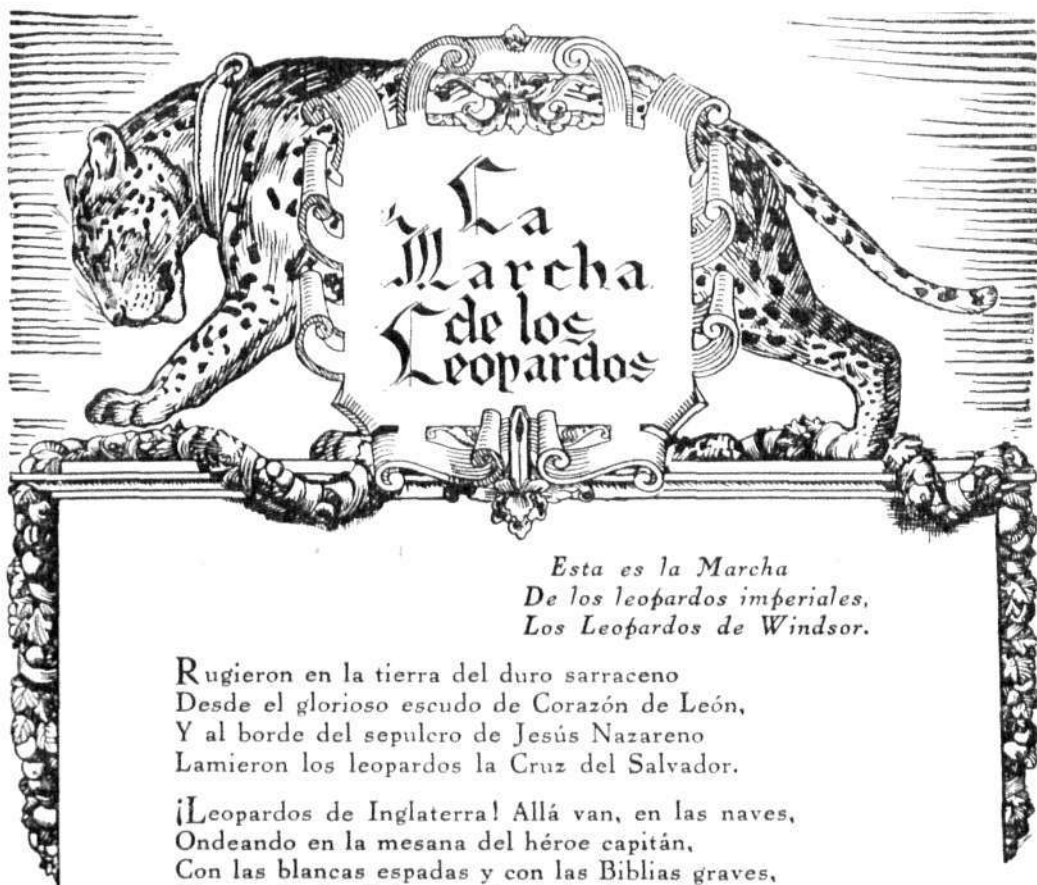 La
Marcha
de los
Leopardos
Esta es la Marcha
De los leopardos imperiales,
Los Leopardos de Windsor.
Rugieron en la tierra del duro sarraceno
Desde el glorioso escudo de Corazón de León,
Y al borde del sepulcro de Jesús Nazareno
Lamieron los leopardos la Cruz del Salvador.
¡Leopardos de Inglaterra! Allá van, en las naves,
Ondeando en la mesana del héroe capitán,
Con las blancas espadas y con las Biblias graves,